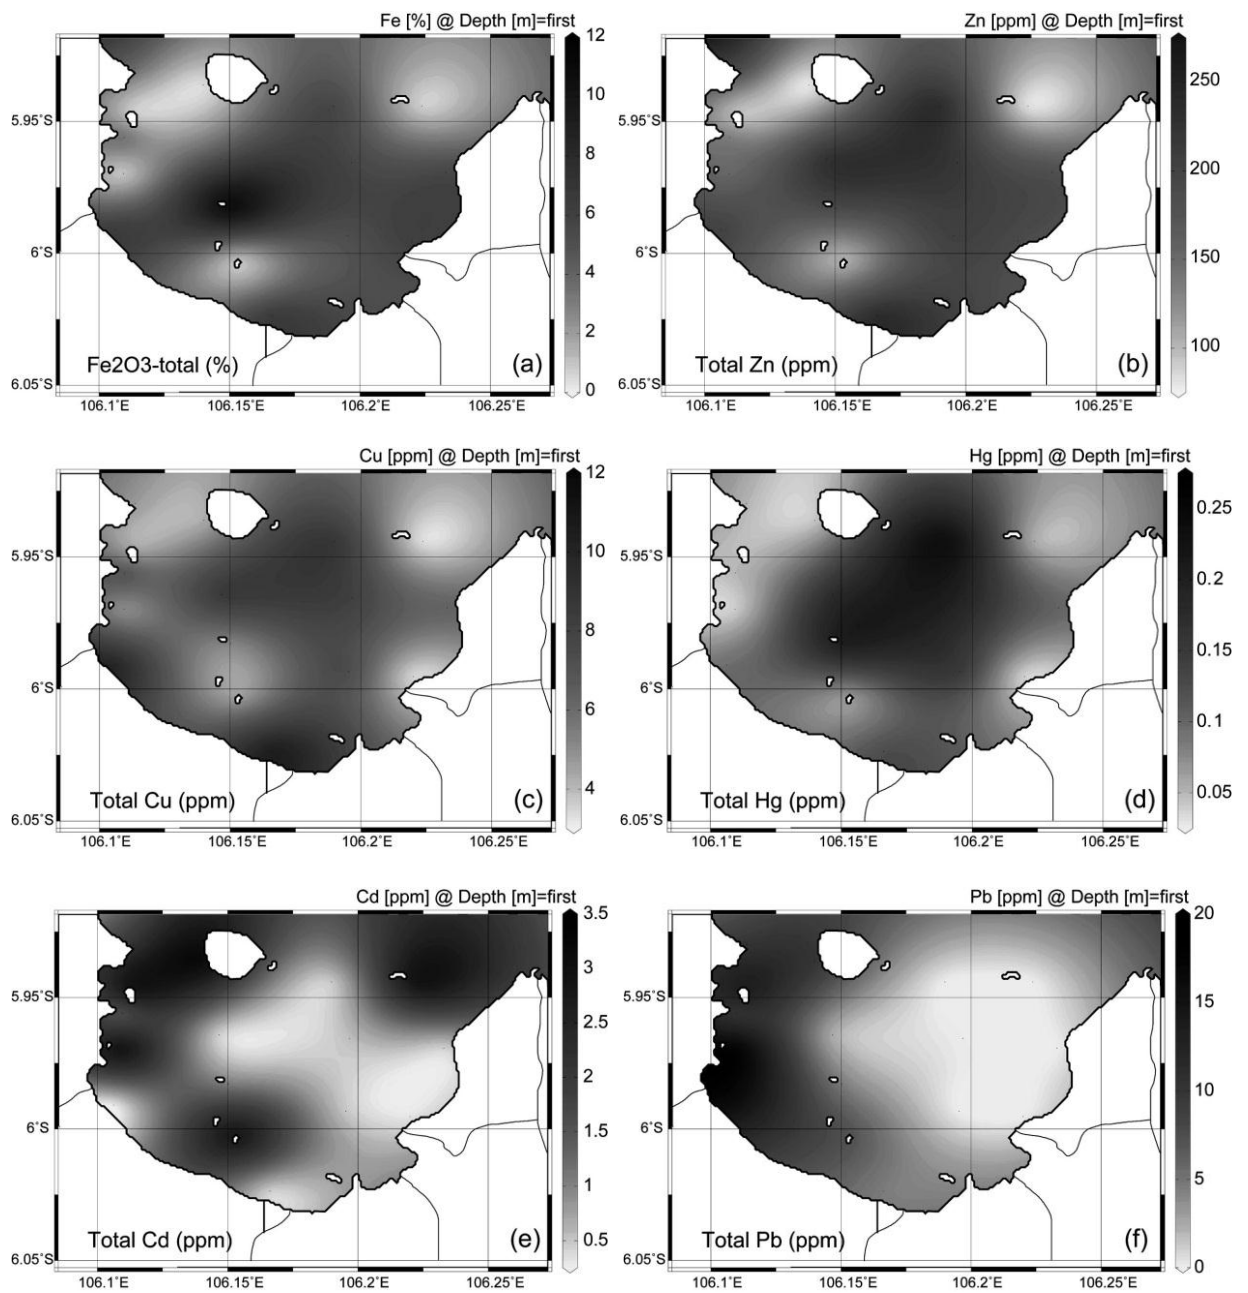 Fe [%] @ Depth [m]=first
12
10
8
6
4
2
0
5.95°S
6°S
6.05°S
106.1°E
106.15°E
106.2°E
106.25°E
Fe2O3-total (%)
(a)
Zn [ppm] @ Depth [m]=first
250
200
150
100
5.95°S
6°S
6.05°S
106.1°E
106.15°E
106.2°E
106.25°E
Total Zn (ppm)
(b)
Cu [ppm] @ Depth [m]=first
12
10
8
6
4
5.95°S
6°S
6.05°S
106.1°E
106.15°E
106.2°E
106.25°E
Total Cu (ppm)
(c)
Hg [ppm] @ Depth [m]=first
0.25
0.2
0.15
0.1
0.05
5.95°S
6°S
6.05°S
106.1°E
106.15°E
106.2°E
106.25°E
Total Hg (ppm)
(d)
Cd [ppm] @ Depth [m]=first
3.5
3
2.5
2
1.5
1
0.5
5.95°S
6°S
6.05°S
106.1°E
106.15°E
106.2°E
106.25°E
Total Cd (ppm)
(e)
Pb [ppm] @ Depth [m]=first
20
15
10
5
0
5.95°S
6°S
6.05°S
106.1°E
106.15°E
106.2°E
106.25°E
Total Pb (ppm)
(f)